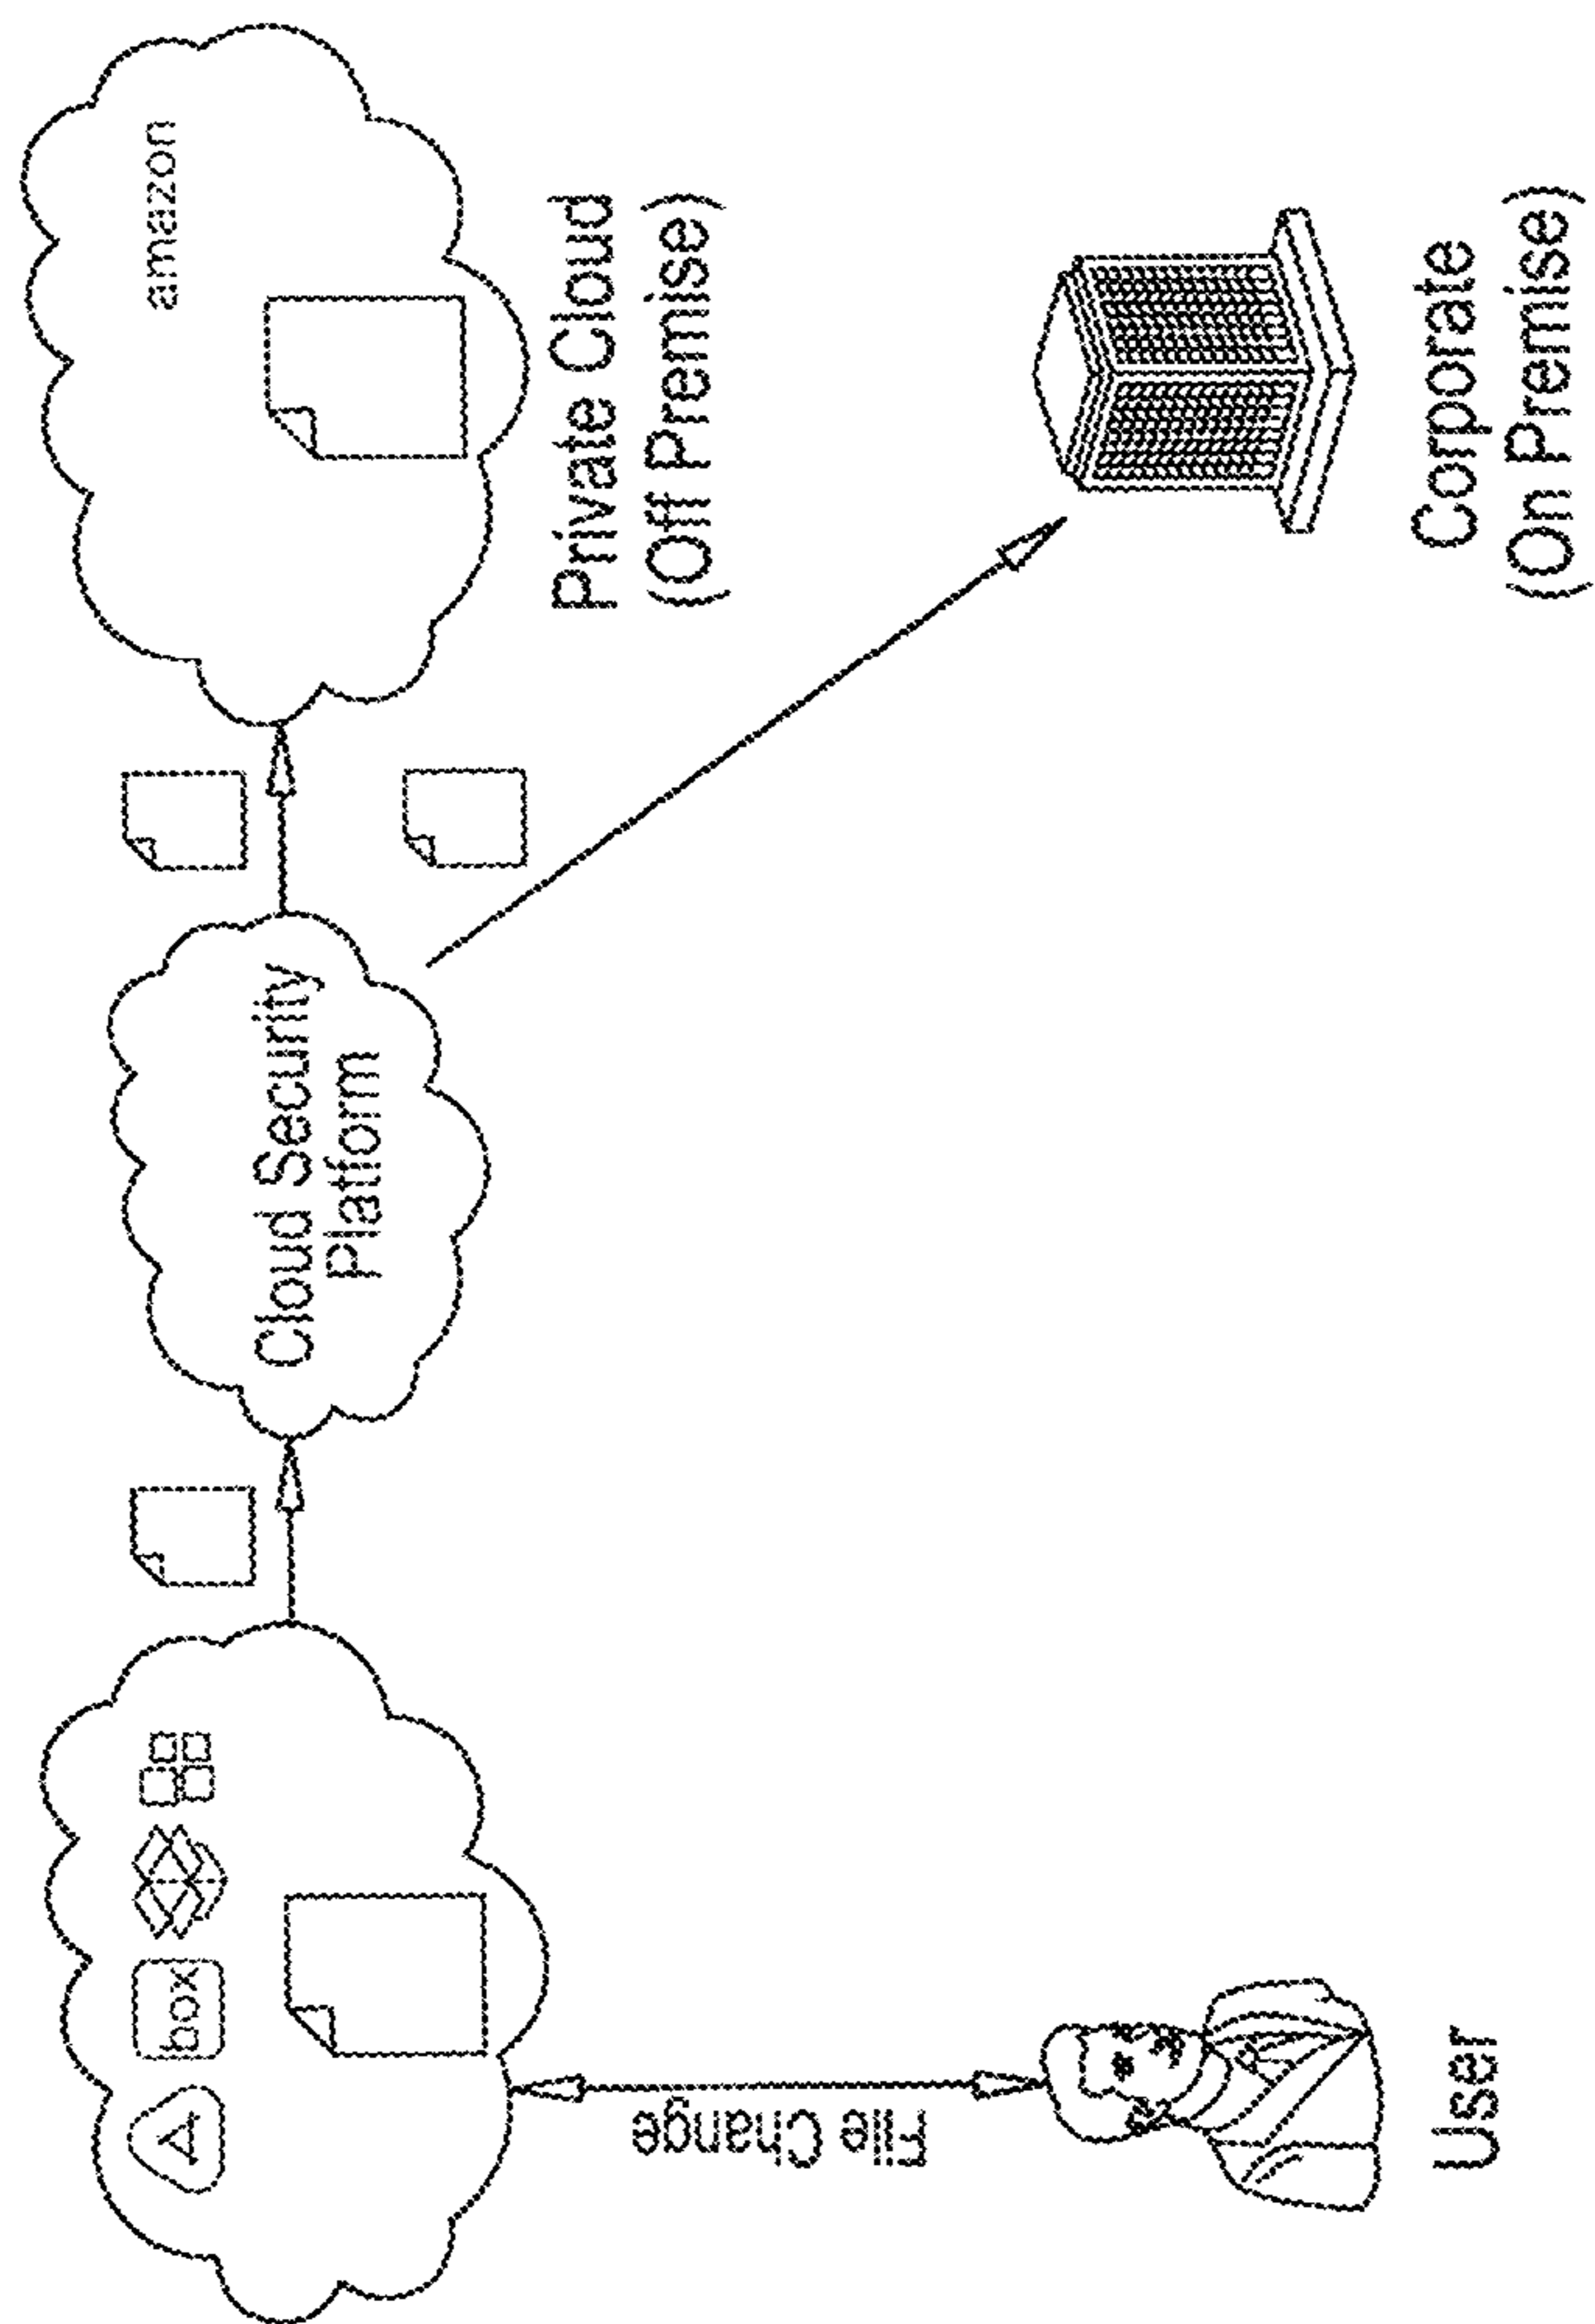 box
amazon
Cloud Security
Platform
Private Cloud
(Off Premise)
File Change
User
Corporate
(On Premise)